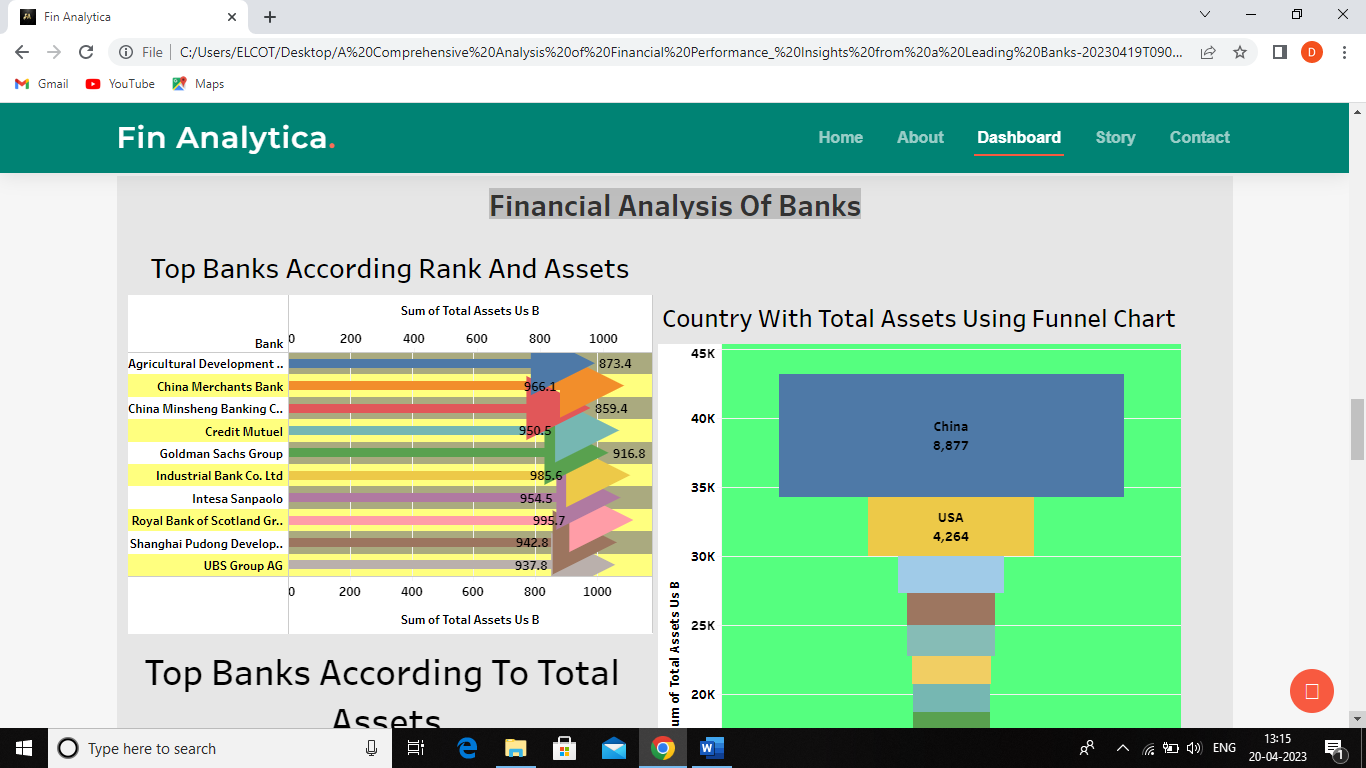 Fin Analytica
File
C:/Users/ELCOT/Desktop/A%20Comprehensive%20Analysis%20of%20Financial%20Performance_%20Insights%20from%20a%20Leading%20Banks-20230419T090...
D
Gmail
YouTube
Maps
Fin Analytica.
Home
About
Dashboard
Story
Contact
Financial Analysis Of Banks
Top Banks According Rank And Assets
Sum of Total Assets Us B
Bank
0 200 400 600 800 1000
Agricultural Development .. 873.4
China Merchants Bank 966.1
China Minsheng Banking C.. 859.4
Credit Mutuel 950.5
Goldman Sachs Group 916.8
Industrial Bank Co. Ltd 985.6
Intesa Sanpaolo 954.5
Royal Bank of Scotland Gr.. 995.7
Shanghai Pudong Develop.. 942.8
UBS Group AG 937.8
0 200 400 600 800 1000
Sum of Total Assets Us B
Country With Total Assets Using Funnel Chart
45K
40K
35K
30K
25K
20K
um of Total Assets Us B
China
8,877
USA
4,264
Top Banks According To Total
Assets
Type here to search
ENG
13:15
20-04-2023
1